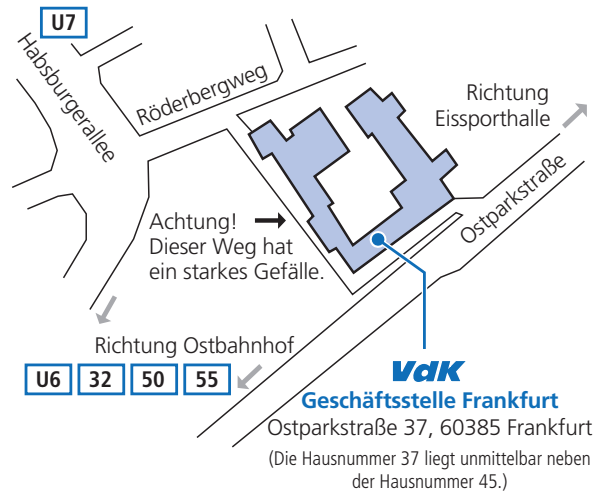 U7
Habsburgerallee
Röderbergweg
Richtung
Eissporthalle
Ostparkstraße
Achtung!
Dieser Weg hat
ein starkes Gefälle.
Richtung Ostbahnhof
U6 32 50 55
VdK
Geschäftsstelle Frankfurt
Ostparkstraße 37, 60385 Frankfurt
(Die Hausnummer 37 liegt unmittelbar neben
der Hausnummer 45.)